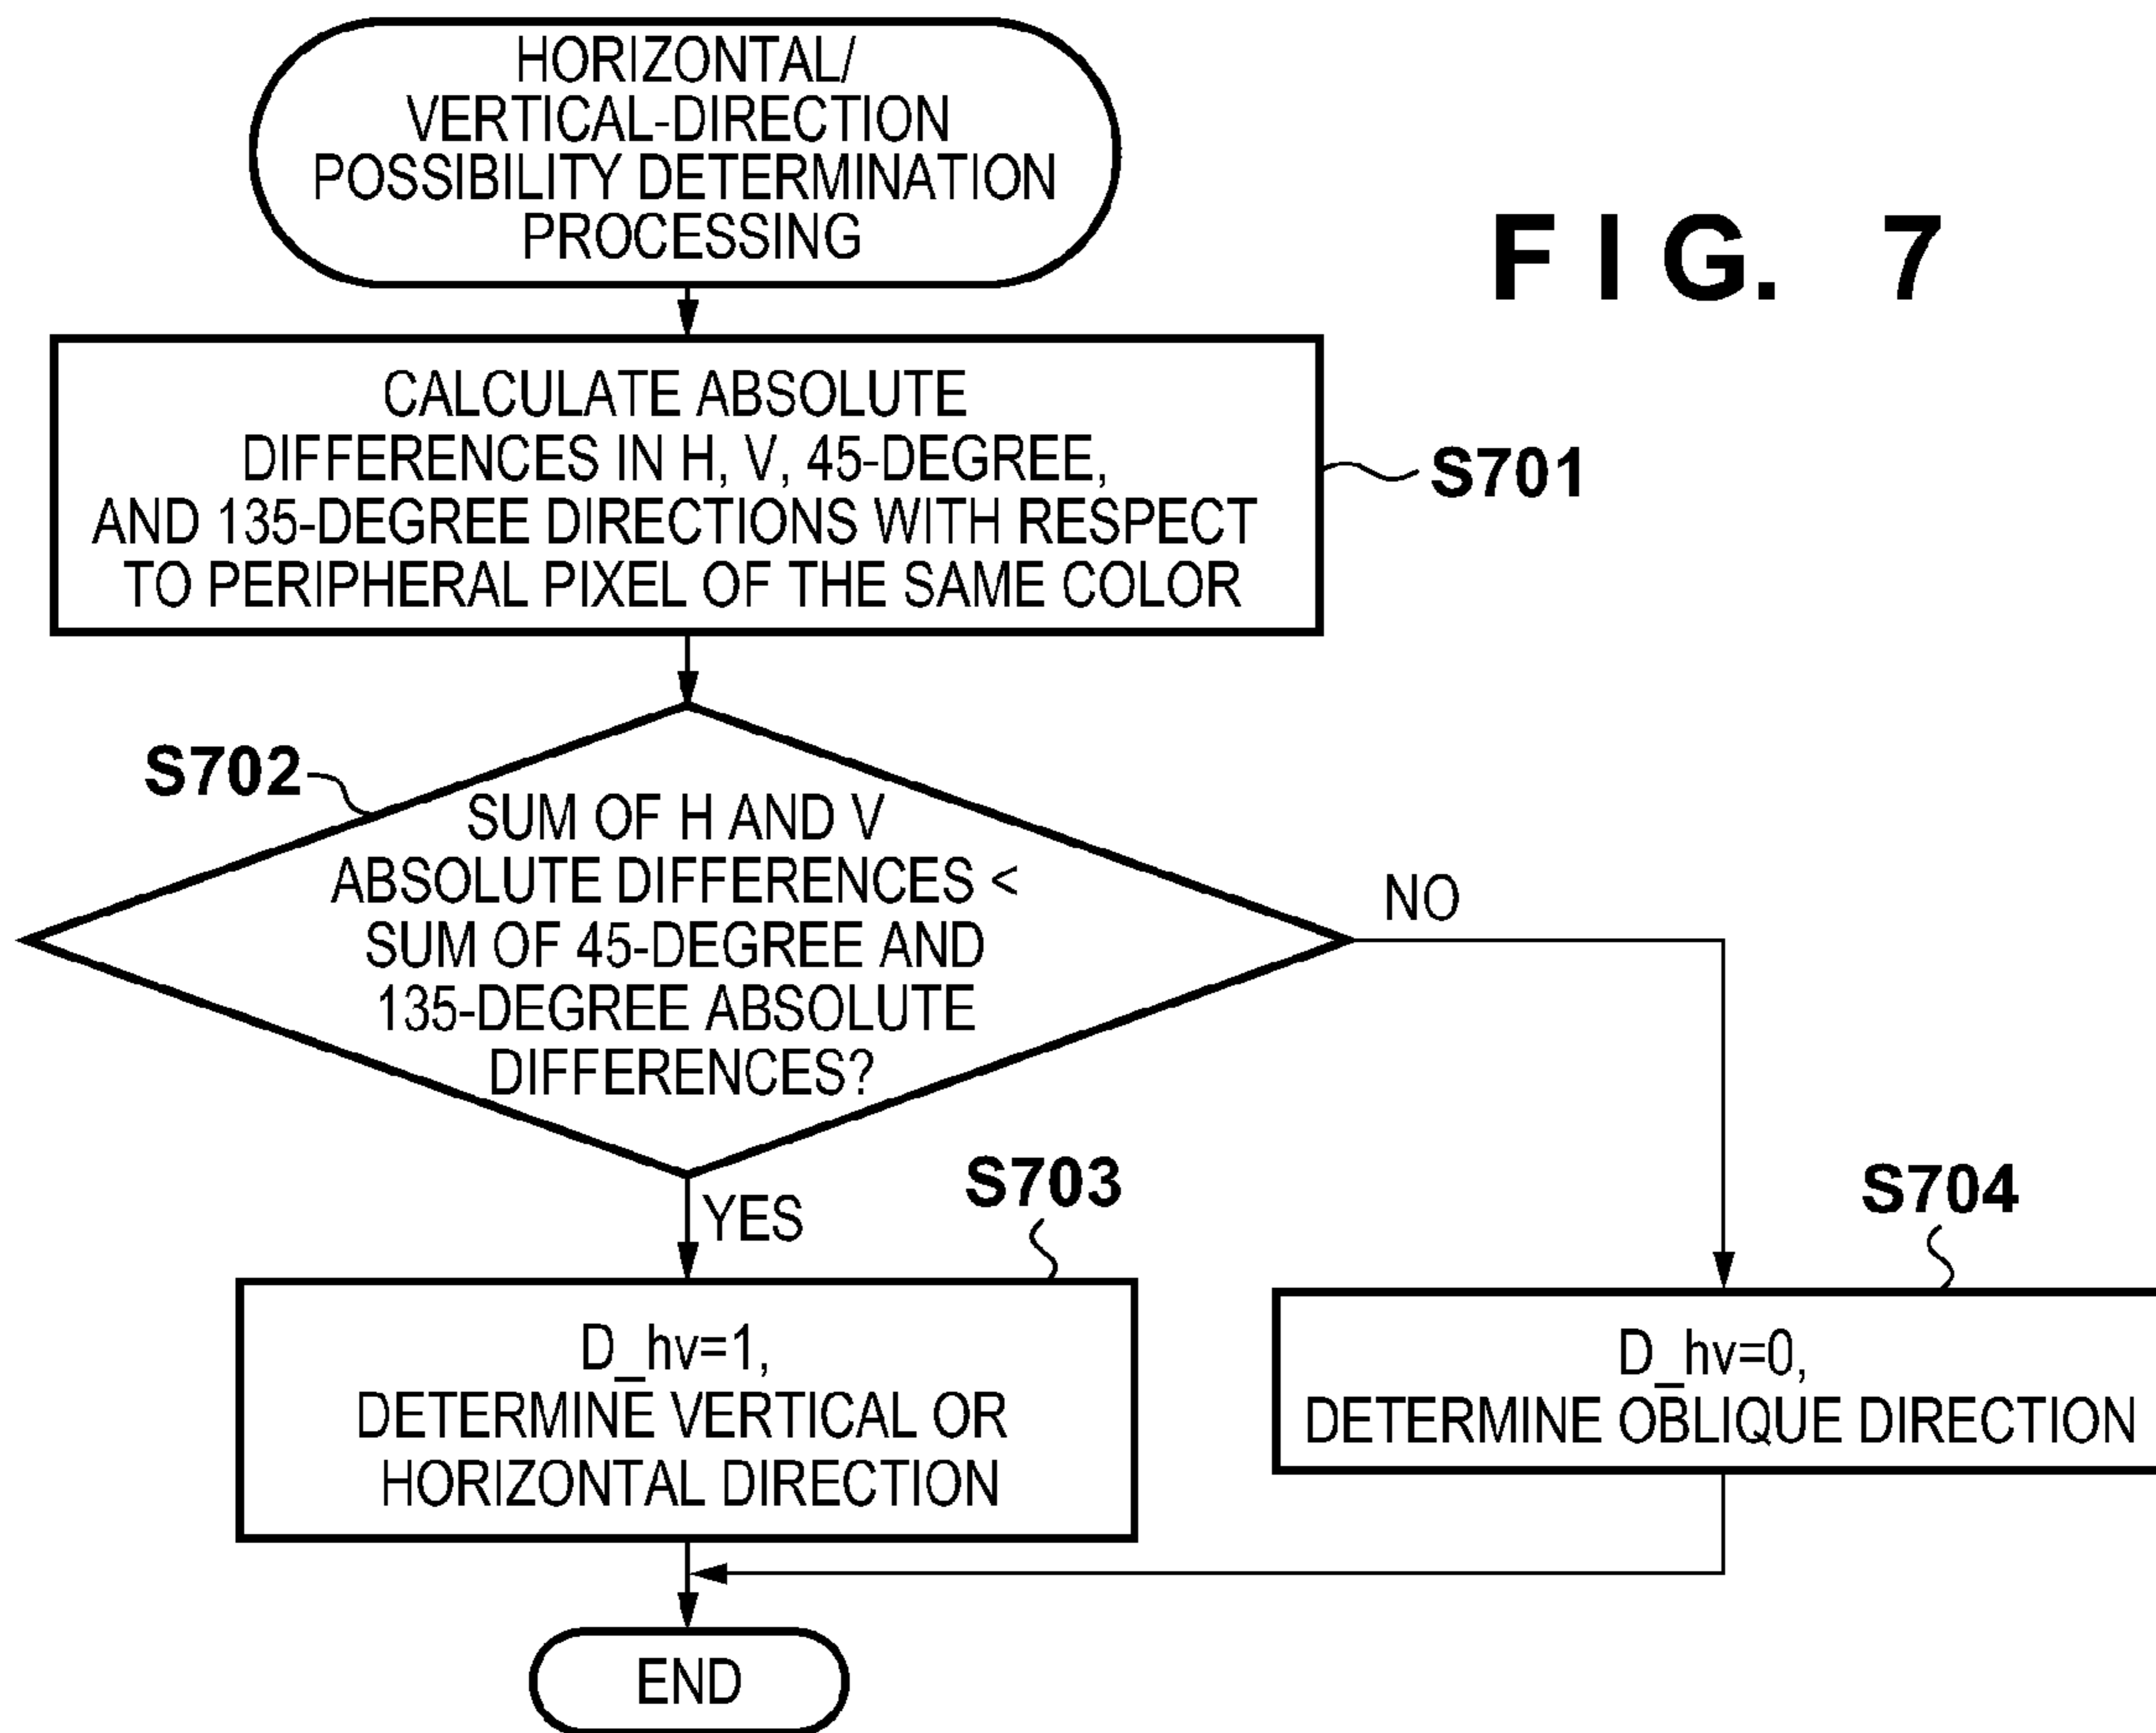 HORIZONTAL/
VERTICAL-DIRECTION
POSSIBILITY DETERMINATION
PROCESSING
F I G. 7
CALCULATE ABSOLUTE
DIFFERENCES IN H, V, 45-DEGREE,
AND 135-DEGREE DIRECTIONS WITH RESPECT
TO PERIPHERAL PIXEL OF THE SAME COLOR
S701
S702
SUM OF H AND V
ABSOLUTE DIFFERENCES <
SUM OF 45-DEGREE AND
135-DEGREE ABSOLUTE
DIFFERENCES?
NO
YES
S703
D_hv=1,
DETERMINE VERTICAL OR
HORIZONTAL DIRECTION
S704
D_hv=0,
DETERMINE OBLIQUE DIRECTION
END